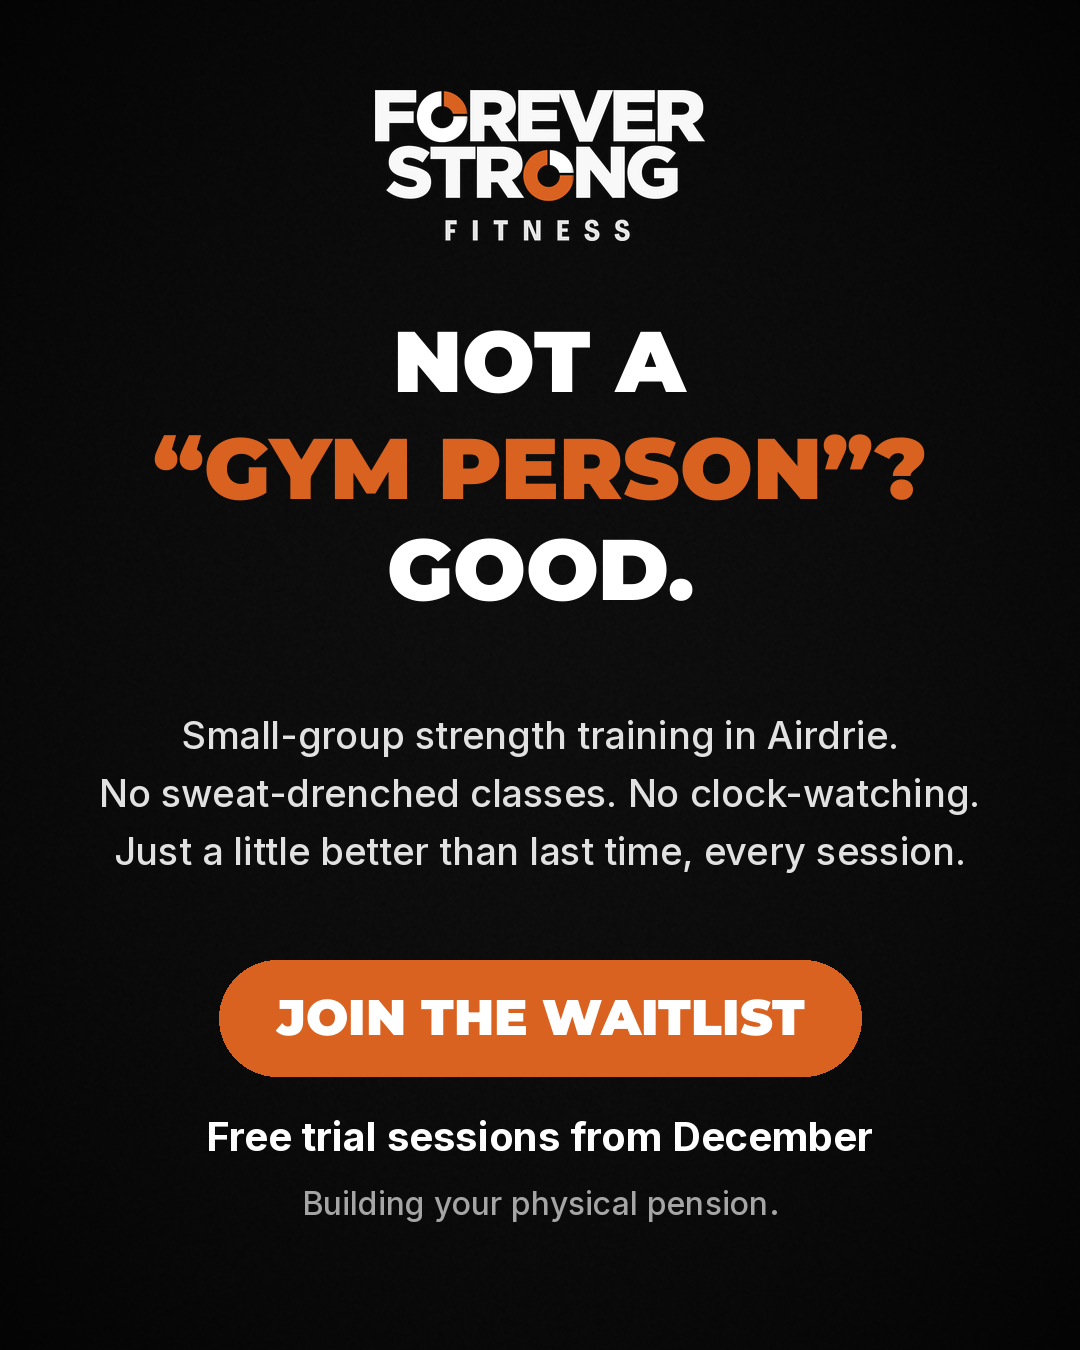 FOREVER
STRONG
FITNESS
NOT A
“GYM PERSON”?
GOOD.
Small-group strength training in Airdrie.
No sweat-drenched classes. No clock-watching.
Just a little better than last time, every session.
JOIN THE WAITLIST
Free trial sessions from December
Building your physical pension.